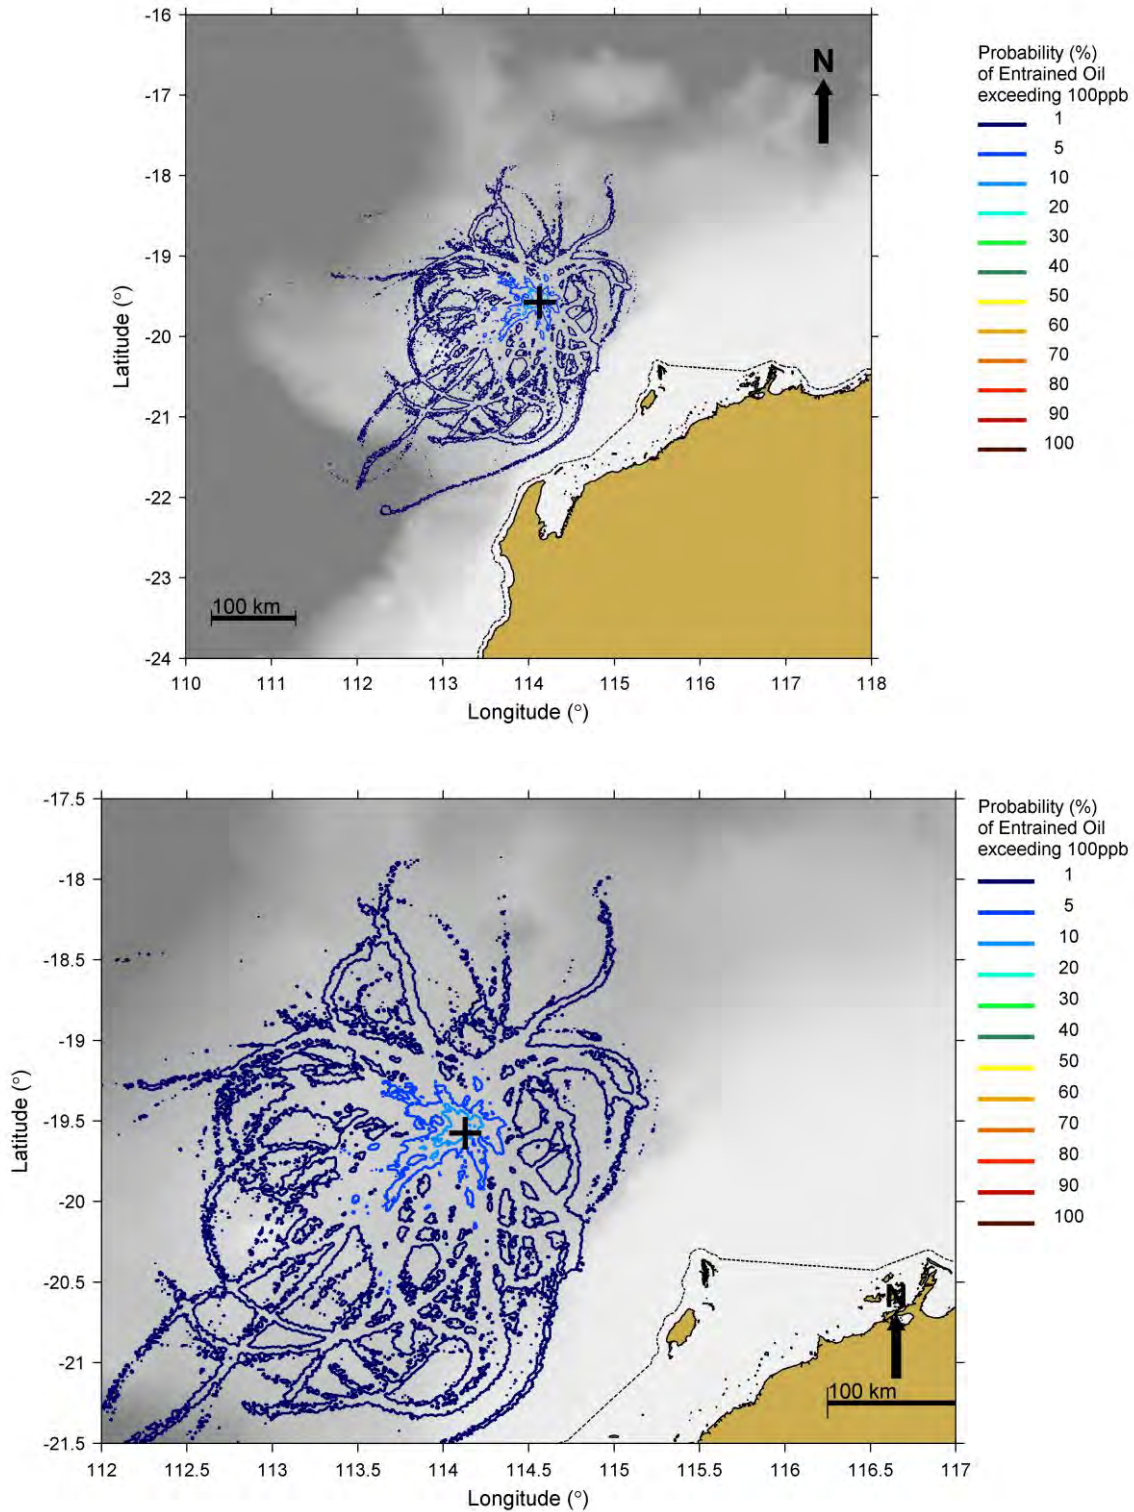 -16
-17
-18
-19
-20
-21
-22
-23
-24
Latitude (°)
110 111 112 113 114 115 116 117 118
Longitude (°)
N
100 km
Probability (%)
of Entrained Oil
exceeding 100ppb
1
5
10
20
30
40
50
60
70
80
90
100
-17.5
-18
-18.5
-19
-19.5
-20
-20.5
-21
-21.5
Latitude (°)
112 112.5 113 113.5 114 114.5 115 115.5 116 116.5 117
Longitude (°)
N
100 km
Probability (%)
of Entrained Oil
exceeding 100ppb
1
5
10
20
30
40
50
60
70
80
90
100